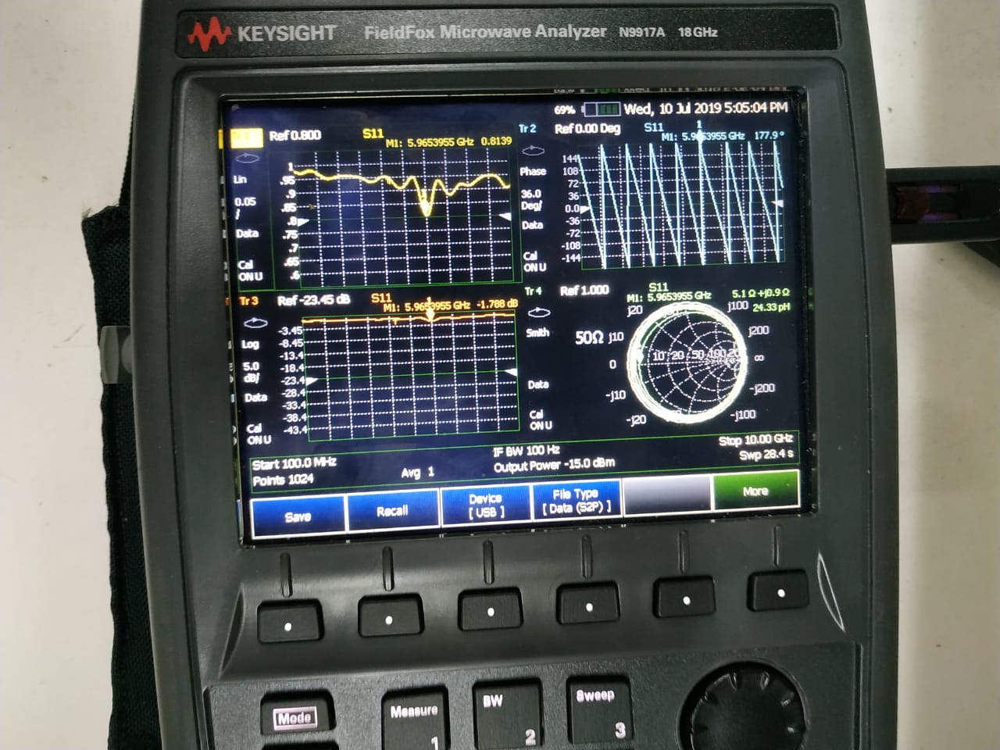 KEYSIGHT FieldFox Microwave Analyzer N9917A 18 GHz
69% Wed, 10 Jul 2019 5:05:04 PM
Ref 0.800 S11
M1: 5.9653955 GHz 0.8139
Lin
0.05
/
Data
Cal
ON U
1
.95
.9
.85
.8
.75
.7
.65
.6
Tr 2 Ref 0.00 Deg S11 1
M1: 5.9653955 GHz 177.9 °
Phase
36.0
Deg/
Data
Cal
ON U
144
108
72
36
0.0
-36
-72
-108
-144
Tr 3 Ref -23.45 dB S11
M1: 5.9653955 GHz -1.788 dB
Log
5.0
dB/
Data
Cal
ON U
-3.45
-8.45
-13.4
-18.4
-23.4
-28.4
-33.4
-38.4
-43.4
Tr 4 Ref 1.000 S11
M1: 5.9653955 GHz 5.1 Ω +j0.9 Ω
24.33 pH
Smith
50Ω
Data
Cal
ON U
j20 j100
j10 j200
0 10 20 50 100 ∞
-j10 -j200
-j20 -j100
Start 100.0 MHz IF BW 100 Hz Stop 10.00 GHz
Points 1024 Avg 1 Output Power -15.0 dBm Swp 28.4 s
Save
Recall
Device
[ USB ]
File Type
[ Data (S2P) ]
More
Mode
Measure
1
BW
2
Sweep
3